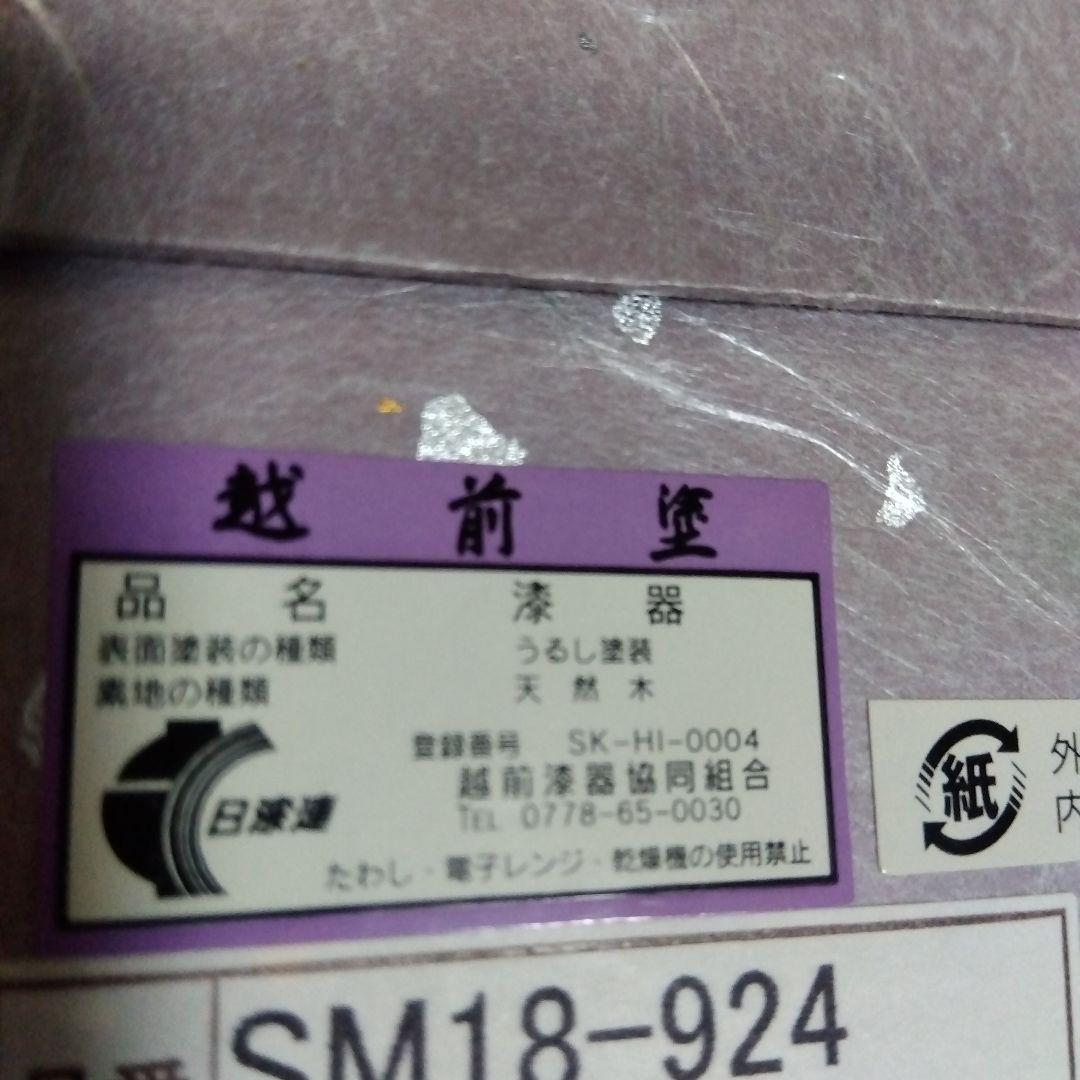 越前塗
品名 漆器
表面塗装の種類 うるし塗装
素地の種類 天然木
登録番号 SK-HI-0004
越前漆器協同組合
TEL 0778-65-0030
日漆連
たわし・電子レンジ・乾燥機の使用禁止
紙
外
内
SM18-924